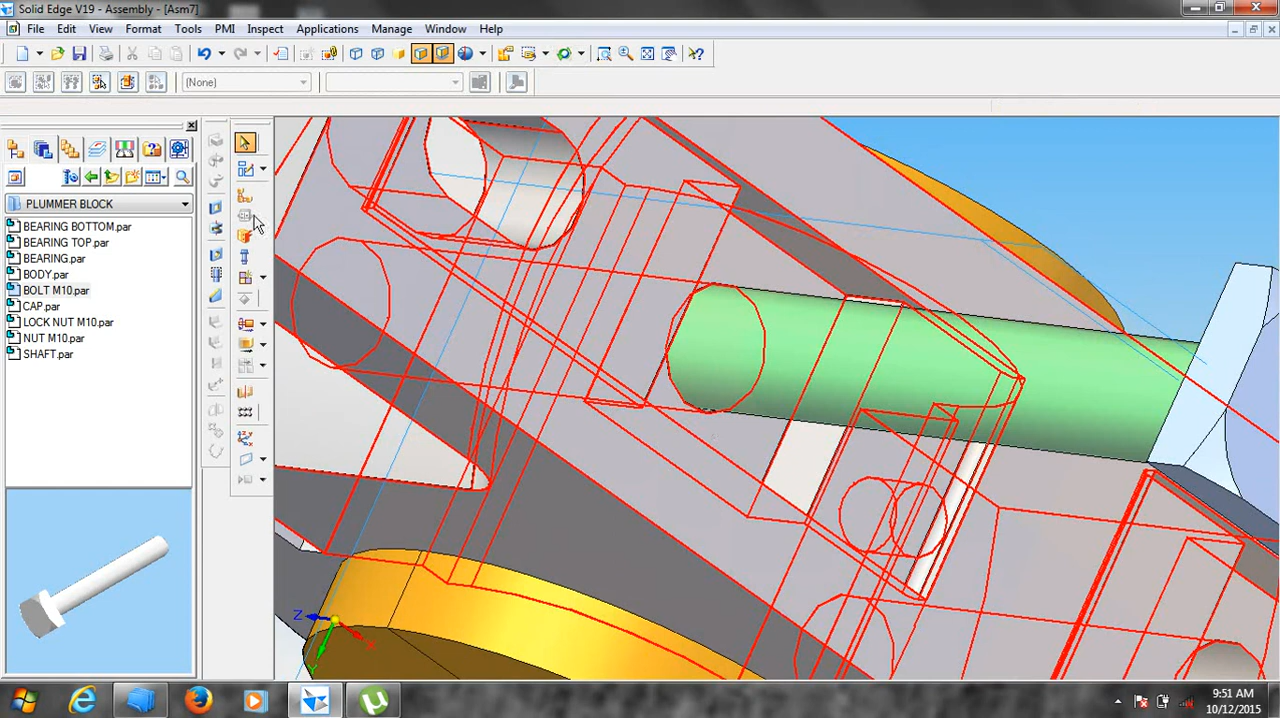 Solid Edge V19 - Assembly - [Asm7]
File Edit View Format Tools PMI Inspect Applications Manage Window Help
(None)
PLUMMER BLOCK
BEARING BOTTOM.par
BEARING TOP.par
BEARING.par
BODY.par
BOLT M10.par
CAP.par
LOCK NUT M10.par
NUT M10.par
SHAFT.par
Z
X
Y
9:51 AM
10/12/2015